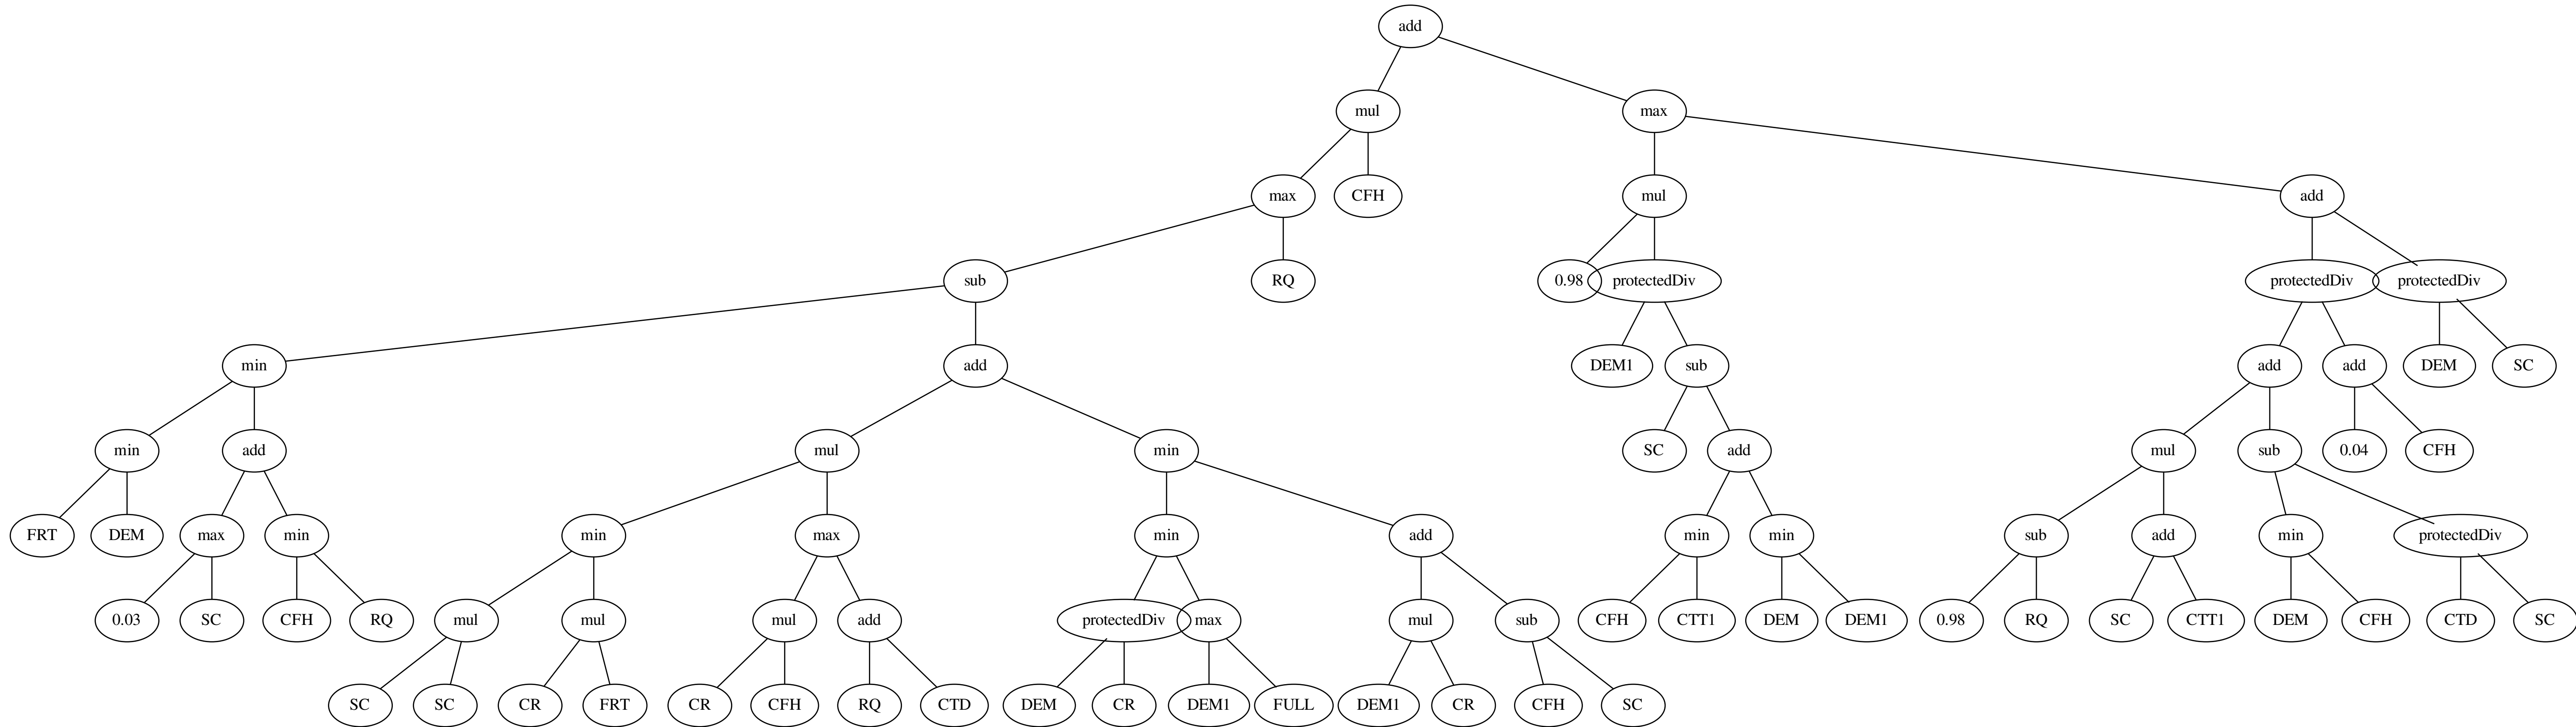 add
mul max
max CFH mul add
sub RQ 0.98 protectedDiv protectedDiv protectedDiv
min add DEM1 sub add add DEM SC
min add mul min SC add mul sub 0.04 CFH
FRT DEM max min min max min add min min sub add min protectedDiv
0.03 SC CFH RQ mul mul mul add protectedDiv max mul sub CFH CTT1 DEM DEM1 0.98 RQ SC CTT1 DEM CFH CTD SC
SC SC CR FRT CR CFH RQ CTD DEM CR DEM1 FULL DEM1 CR CFH SC